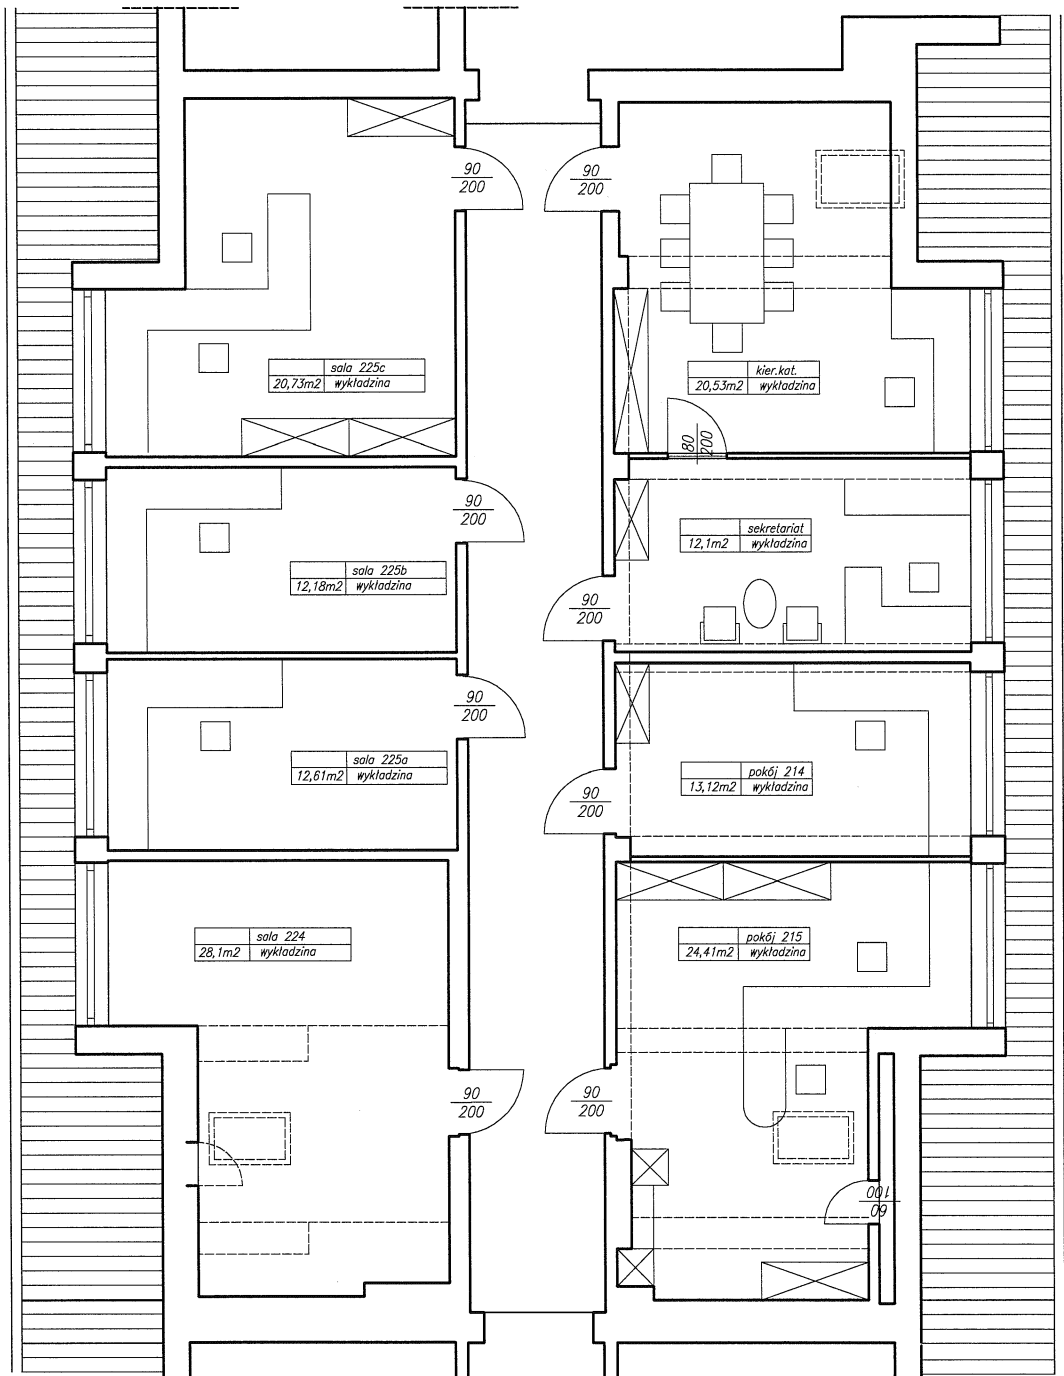 90
200
90
200
sala 225c
20,73m2 wykładzina
kier.kat.
20,53m2 wykładzina
80
200
90
200
sekretariat
12,1m2 wykładzina
sala 225b
12,18m2 wykładzina
90
200
90
200
sala 225a
12,61m2 wykładzina
pokój 214
13,12m2 wykładzina
90
200
sala 224
28,1m2 wykładzina
pokój 215
24,41m2 wykładzina
90
200
90
200
60
100